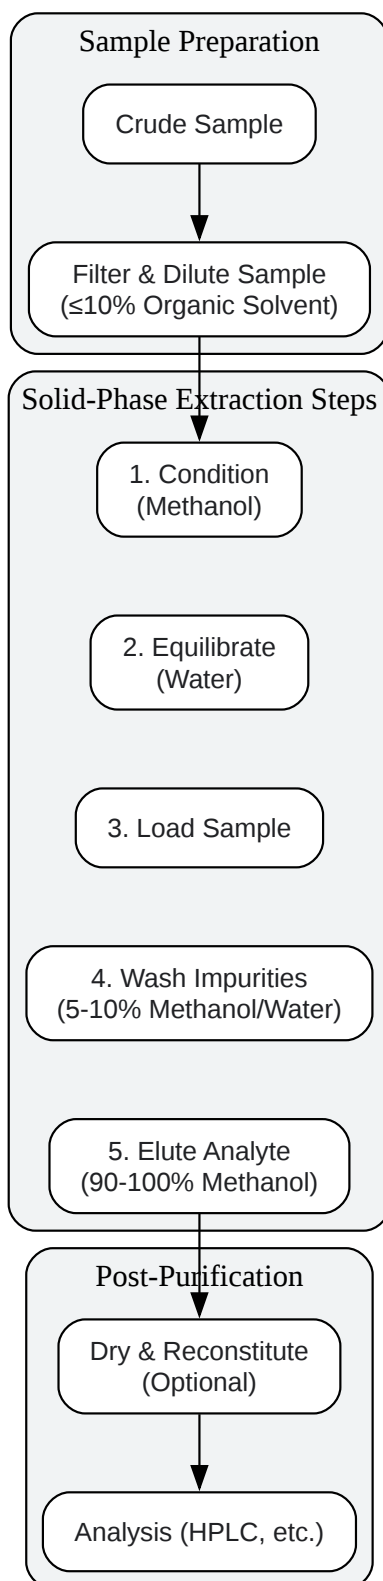 Sample Preparation
Crude Sample
Filter & Dilute Sample
(≤10% Organic Solvent)
Solid-Phase Extraction Steps
1. Condition
(Methanol)
2. Equilibrate
(Water)
3. Load Sample
4. Wash Impurities
(5-10% Methanol/Water)
5. Elute Analyte
(90-100% Methanol)
Post-Purification
Dry & Reconstitute
(Optional)
Analysis (HPLC, etc.)